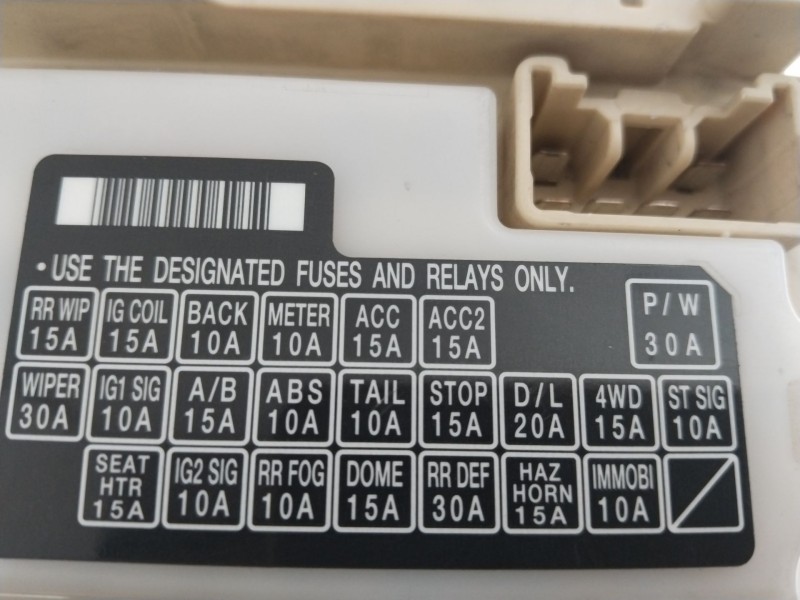 • USE THE DESIGNATED FUSES AND RELAYS ONLY.
RR WIP IG COIL BACK METER ACC ACC2 P/W
15A 15A 10A 10A 15A 15A 30A
WIPER IG1 SIG A/B ABS TAIL STOP D/L 4WD ST SIG
30A 10A 15A 10A 10A 15A 20A 15A 10A
SEAT HTR IG2 SIG RR FOG DOME RR DEF HAZ HORN IMMOBI
15A 10A 10A 15A 30A 15A 10A